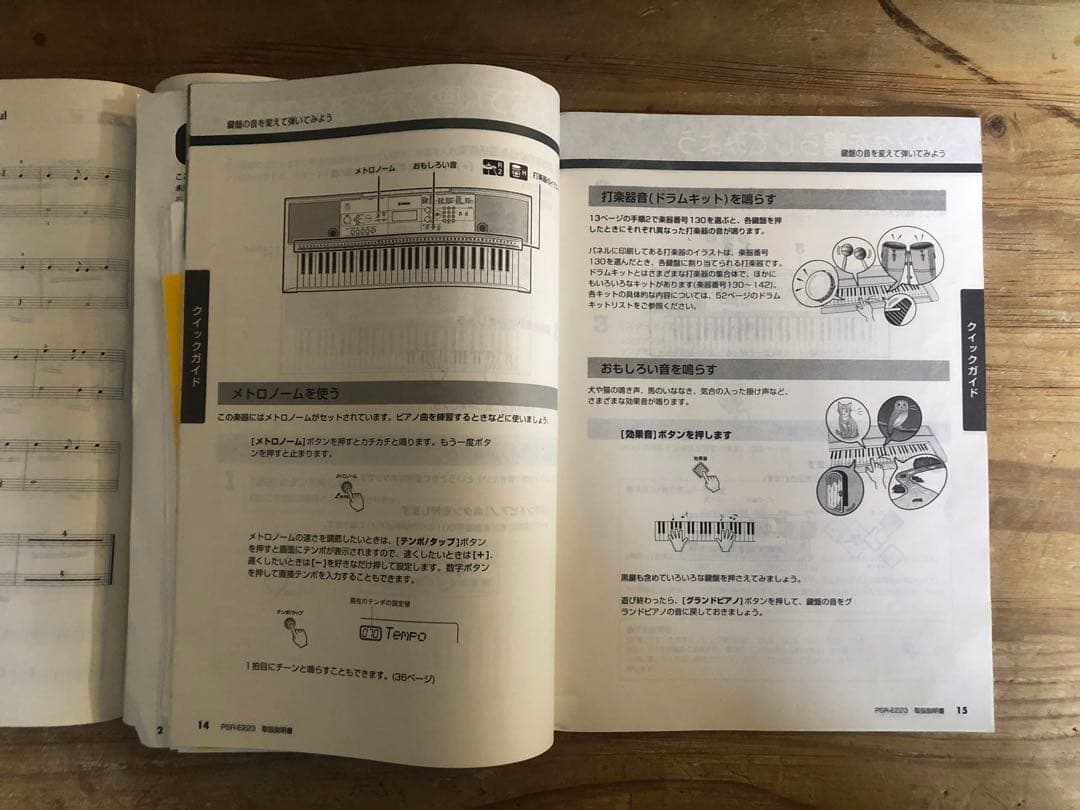 鍵盤の音を変えて弾いてみよう
メトロノーム
おもしろい音
クイックガイド
メトロノームを使う
この楽器にはメトロノームがセットされています。ピアノ曲を練習するときなどに使いましょう。
[メトロノーム]ボタンを押すとカチカチと鳴ります。もう一度ボタ
ンを押すと止まります。
メトロノーム
メトロノームの速さを調節したいときは、[テンポ/タップ]ボタン
を押すと画面にテンポが表示されますので、速くしたいときは[+]、
遅くしたいときは[-]を好きなだけ押して設定します。数字ボタン
を押して直接テンポを入力することもできます。
現在のテンポの設定値
テンポ/タップ
070 Tempo
1拍目にチーンと鳴らすこともできます。(36ページ)
2
14 PSR-E223 取扱説明書
鍵盤の音を変えて弾いてみよう
打楽器音(ドラムキット)を鳴らす
13ページの手順2で楽器番号130を選ぶと、各鍵盤を押
したときにそれぞれ異なった打楽器の音が鳴ります。
パネルに印刷してある打楽器のイラストは、楽器番号
130を選んだとき、各鍵盤に割り当てられる打楽器です。
ドラムキットとはさまざまな打楽器の集合体で、ほかに
もいろいろなキットがあります(楽器番号130~142)。
各キットの具体的な内容については、52ページのドラム
キットリストをご参照ください。
クイックガイド
おもしろい音を鳴らす
犬や猫の鳴き声、馬のいななき、気合の入った掛け声など、
さまざまな効果音が鳴ります。
[効果音]ボタンを押します
効果音
黒鍵も含めていろいろな鍵盤を押さえてみましょう。
遊び終わったら、[グランドピアノ]ボタンを押して、鍵盤の音をグ
ランドピアノの音に戻しておきましょう。
PSR-E223 取扱説明書 15